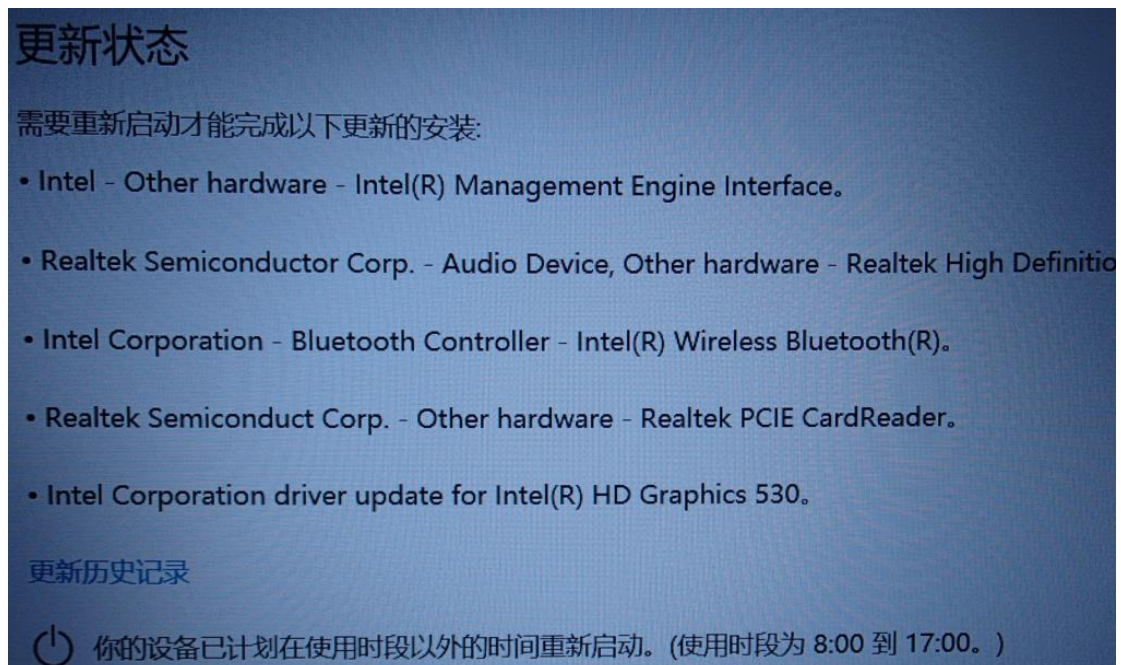 更新状态
需要重新启动才能完成以下更新的安装:
• Intel - Other hardware - Intel(R) Management Engine Interface。
• Realtek Semiconductor Corp. - Audio Device, Other hardware - Realtek High Definitio
• Intel Corporation - Bluetooth Controller - Intel(R) Wireless Bluetooth(R)。
• Realtek Semiconduct Corp. - Other hardware - Realtek PCIE CardReader。
• Intel Corporation driver update for Intel(R) HD Graphics 530。
更新历史记录
你的设备已计划在使用时段以外的时间重新启动。(使用时段为 8:00 到 17:00。)